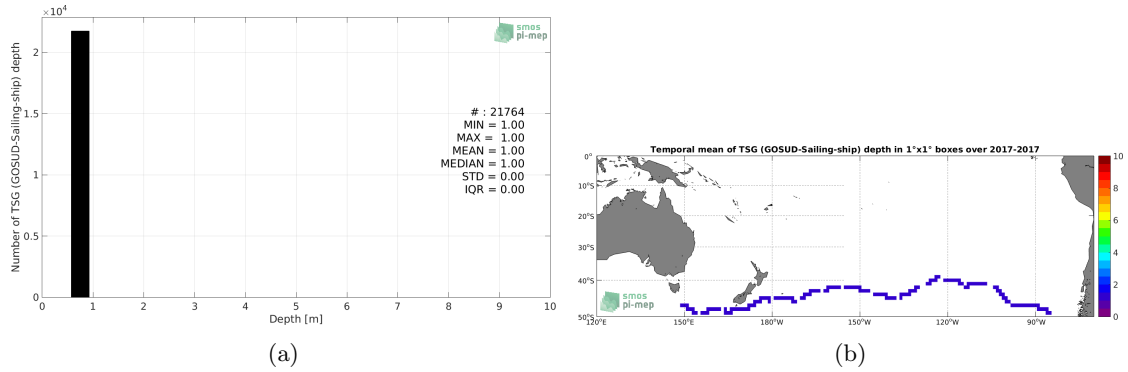 ×10⁴
smos
pi-mep
Number of TSG (GOSUD-Sailing-ship) depth
2
1.5
1
0.5
0
# : 21764
MIN = 1.00
MAX = 1.00
MEAN = 1.00
MEDIAN = 1.00
STD = 0.00
IQR = 0.00
0 1 2 3 4 5 6 7 8 9 10
Depth [m]
(a)
Temporal mean of TSG (GOSUD-Sailing-ship) depth in 1°x1° boxes over 2017-2017
0°
10°S
20°S
30°S
40°S
50°S
smos
pi-mep
120°E 150°E 180°W 150°W 120°W 90°W
10
8
6
4
2
0
(b)